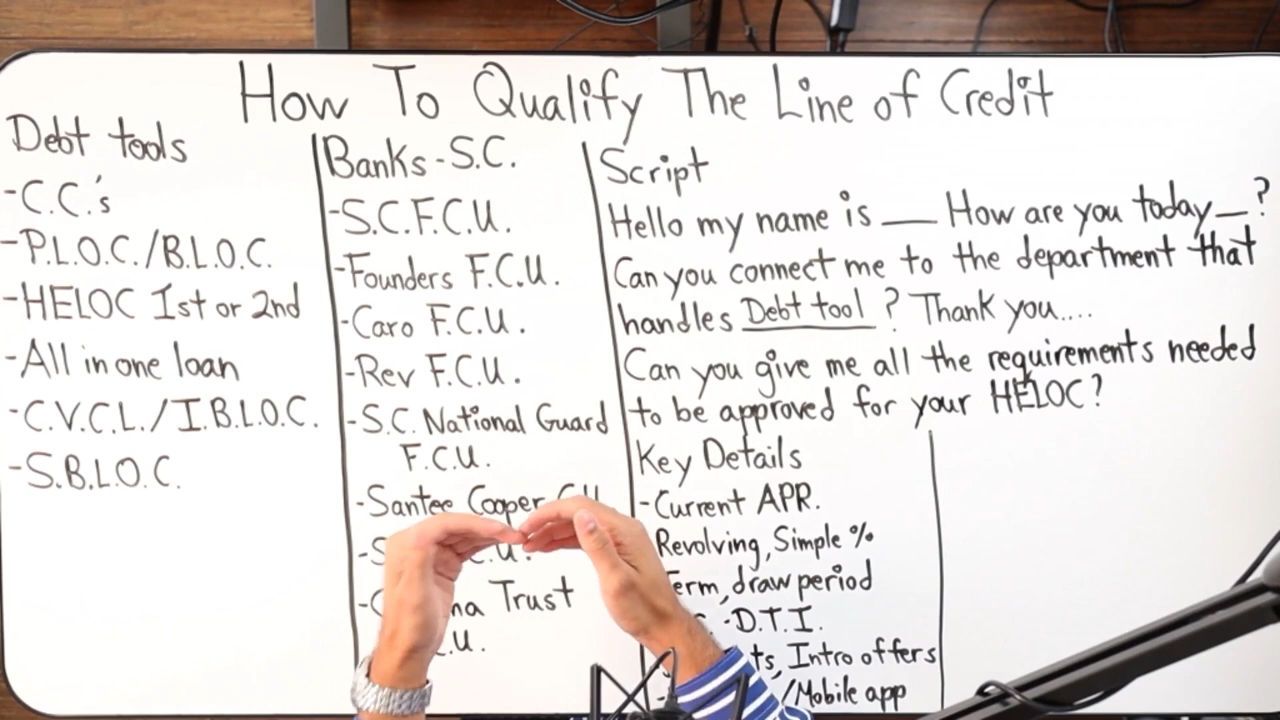 How To Qualify The Line of Credit
Debt tools
-C.C.'s
-P.L.O.C./B.L.O.C.
-HELOC 1st or 2nd
-All in one loan
-C.V.C.L./I.B.L.O.C.
-S.B.L.O.C.
Banks-S.C.
-S.C.F.C.U.
-Founders F.C.U.
-Caro F.C.U.
-Rev F.C.U.
-S.C. National Guard
F.C.U.
-Santee Cooper C.U.
C.U.
Trust
Script
Hello my name is ___ How are you today_?
Can you connect me to the department that
handles Debt tool? Thank you....
Can you give me all the requirements needed
to be approved for your HELOC?
Key Details
-Current APR.
Revolving, Simple %
Term, draw period
-D.T.I.
Intro offers
/Mobile app